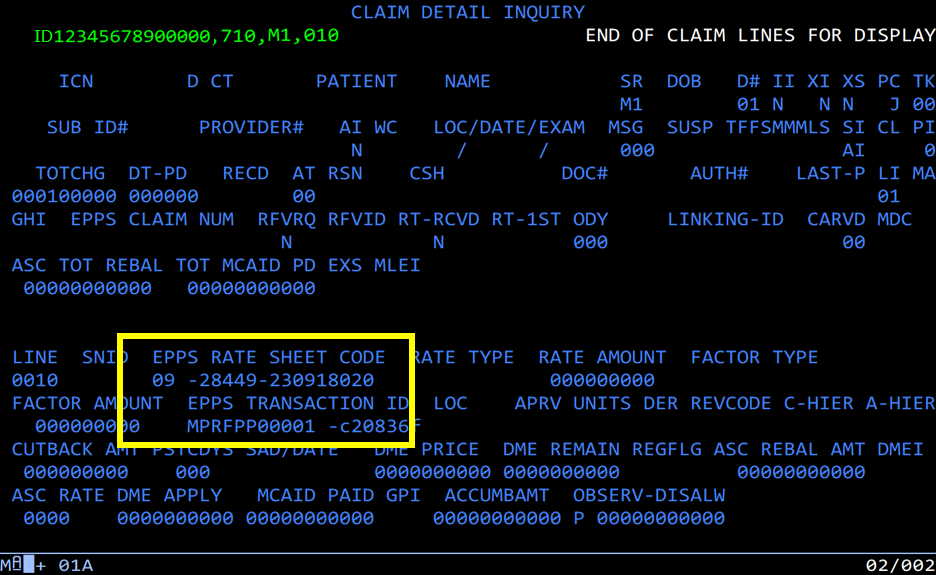 CLAIM DETAIL INQUIRY
ID12345678900000,710,M1,010 END OF CLAIM LINES FOR DISPLAY
ICN D CT PATIENT NAME SR DOB D# II XI XS PC TK
M1 01 N N N J 00
SUB ID# PROVIDER# AI WC LOC/DATE/EXAM MSG SUSP TFFSMMMLS SI CL PI
N / / 000 AI 0
TOTCHG DT-PD RECD AT RSN CSH DOC# AUTH# LAST-P LI MA
000100000 000000 00 01
GHI EPPS CLAIM NUM RFVRQ RFVID RT-RCVD RT-1ST ODY LINKING-ID CARVD MDC
N N 000 00
ASC TOT REBAL TOT MCAID PD EXS MLEI
00000000000 00000000000
LINE SNID EPPS RATE SHEET CODE RATE TYPE RATE AMOUNT FACTOR TYPE
0010 09 -28449-230918020 000000000
FACTOR AMOUNT EPPS TRANSACTION ID LOC APRV UNITS DER REVCODE C-HIER A-HIER
000000000 MPRFPP00001 -c20836F
CUTBACK AMT PSTCDYS SAD/DATE DME PRICE DME REMAIN REGFLG ASC REBAL AMT DMEI
000000000 000 0000000000 0000000000 00000000000
ASC RATE DME APPLY MCAID PAID GPI ACCUMBAMT OBSERV-DISALW
0000 0000000000 00000000000 00000000000 P 00000000000
MA + 01A 02/002